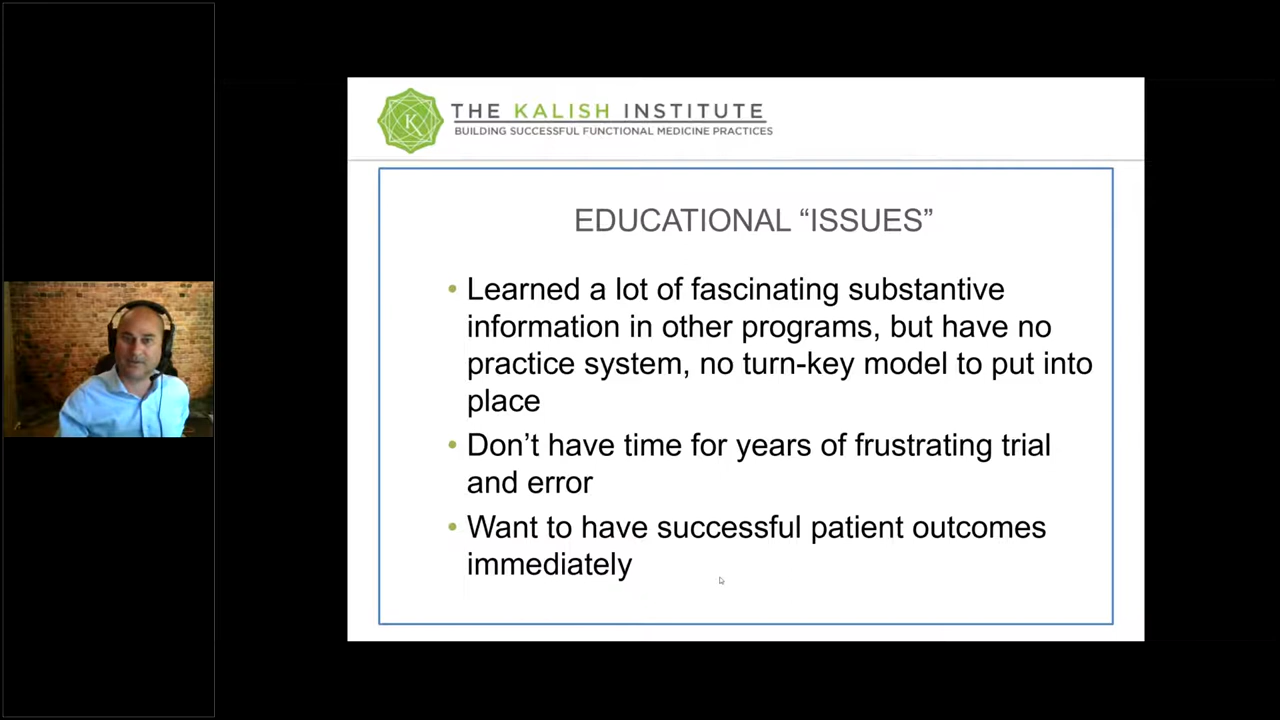 K
THE KALISH INSTITUTE
BUILDING SUCCESSFUL FUNCTIONAL MEDICINE PRACTICES
EDUCATIONAL “ISSUES”
• Learned a lot of fascinating substantive
information in other programs, but have no
practice system, no turn-key model to put into
place
• Don’t have time for years of frustrating trial
and error
• Want to have successful patient outcomes
immediately